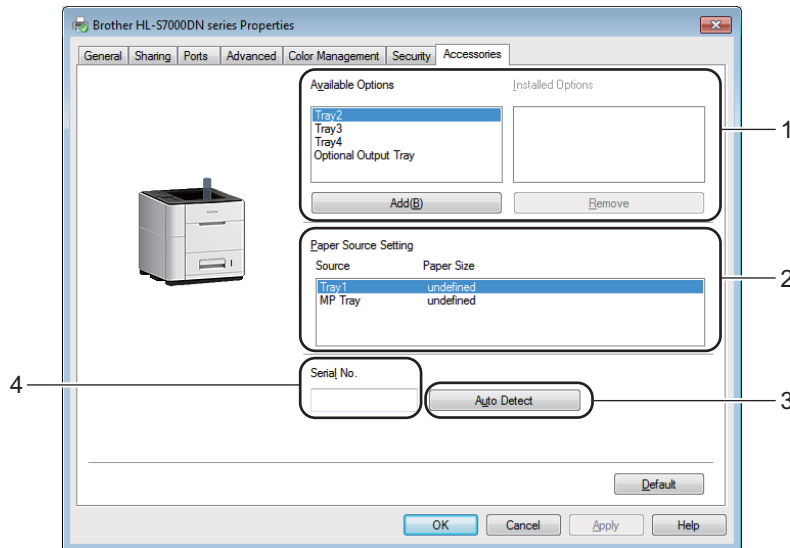 Brother HL-S7000DN series Properties
General Sharing Ports Advanced Color Management Security Accessories
Available Options Installed Options
Tray2
Tray3
Tray4
Optional Output Tray
1
Add(B) Remove
Paper Source Setting
Source Paper Size
Tray1 undefined
MP Tray undefined
2
Serial No.
4
Auto Detect
3
Default
OK Cancel Apply Help